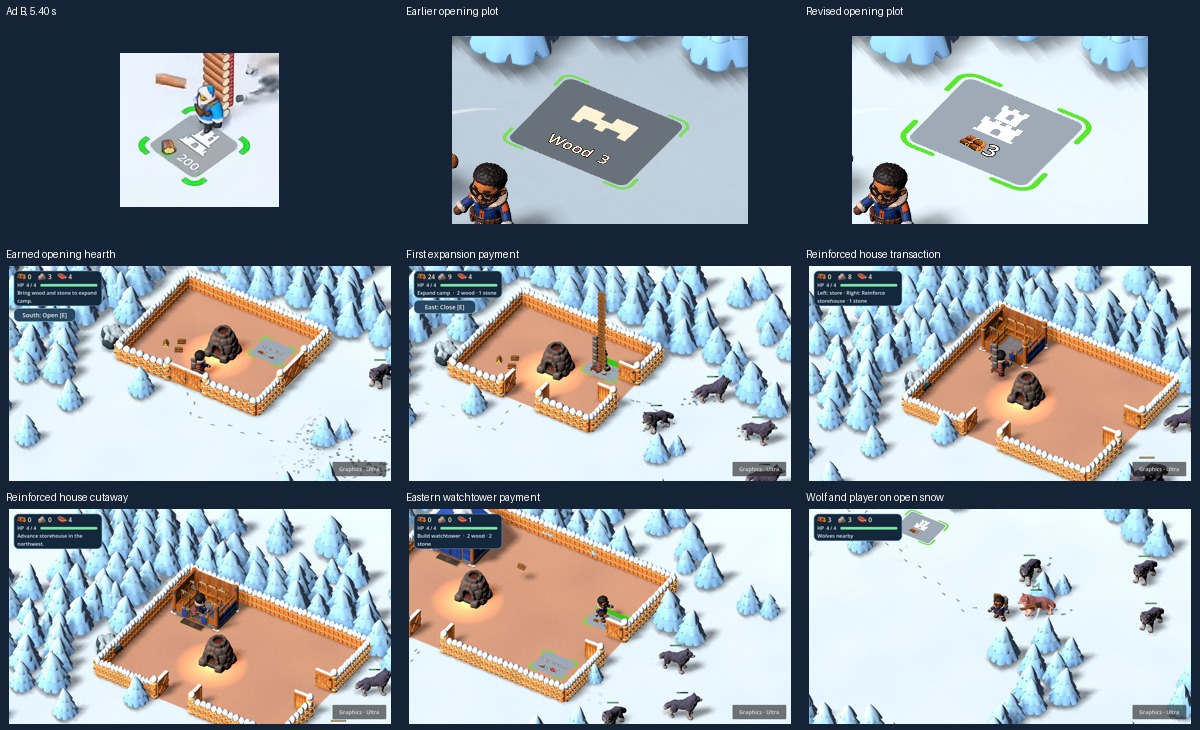 Ad B, 5.40 s
Earlier opening plot
Revised opening plot
200
Wood 3
3
Earned opening hearth
First expansion payment
Reinforced house transaction
0 3 4
HP 4/4
Bring wood and stone to expand
camp.
South: Open [E]
Graphics · Ultra
24 9 4
HP 4/4
Expand camp · 2 wood · 1 stone
East: Close [E]
Graphics · Ultra
0 8 4
HP 4/4
Left: store · Right: Reinforce
storehouse · 1 stone
Graphics · Ultra
Reinforced house cutaway
Eastern watchtower payment
Wolf and player on open snow
0 0 4
HP 4/4
Advance storehouse in the
northwest.
Graphics · Ultra
0 0 1
HP 4/4
Build watchtower · 2 wood · 2
stone
Graphics · Ultra
3 3 0
HP 4/4
Wolves nearby
Graphics · Ultra